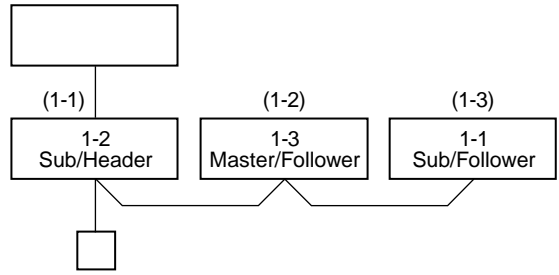 (1-1)
(1-2)
(1-3)
1-2
Sub/Header
1-3
Master/Follower
1-1
Sub/Follower